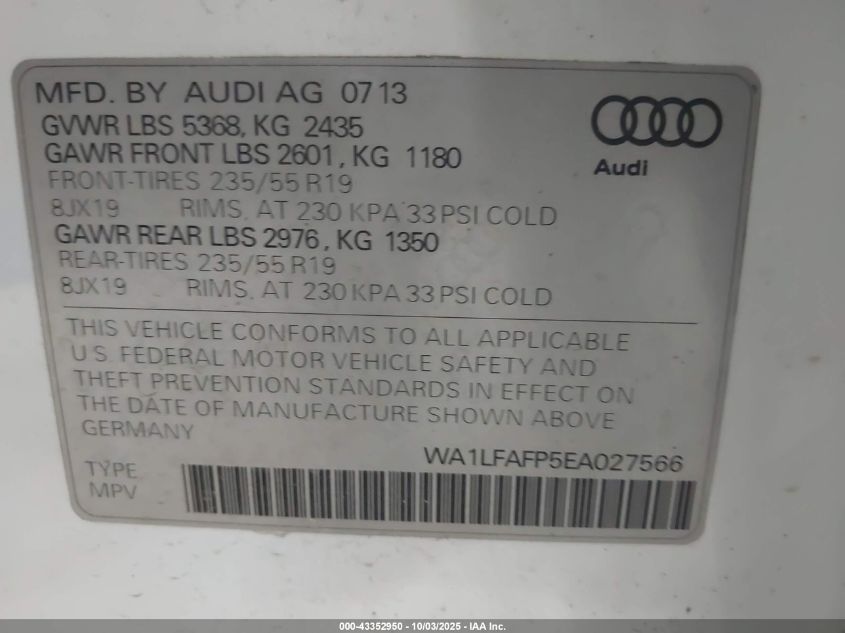 MFD. BY AUDI AG 07 13
GVWR LBS 5368, KG 2435
GAWR FRONT LBS 2601, KG 1180
FRONT-TIRES 235/55 R19
8JX19 RIMS, AT 230 KPA 33 PSI COLD
GAWR REAR LBS 2976, KG 1350
REAR-TIRES 235/55 R19
8JX19 RIMS, AT 230 KPA 33 PSI COLD
Audi
THIS VEHICLE CONFORMS TO ALL APPLICABLE
U.S. FEDERAL MOTOR VEHICLE SAFETY AND
THEFT PREVENTION STANDARDS IN EFFECT ON
THE DATE OF MANUFACTURE SHOWN ABOVE
GERMANY
WA1LFAFP5EA027566
TYPE
MPV
000-43352950 - 10/03/2025 - IAA Inc.